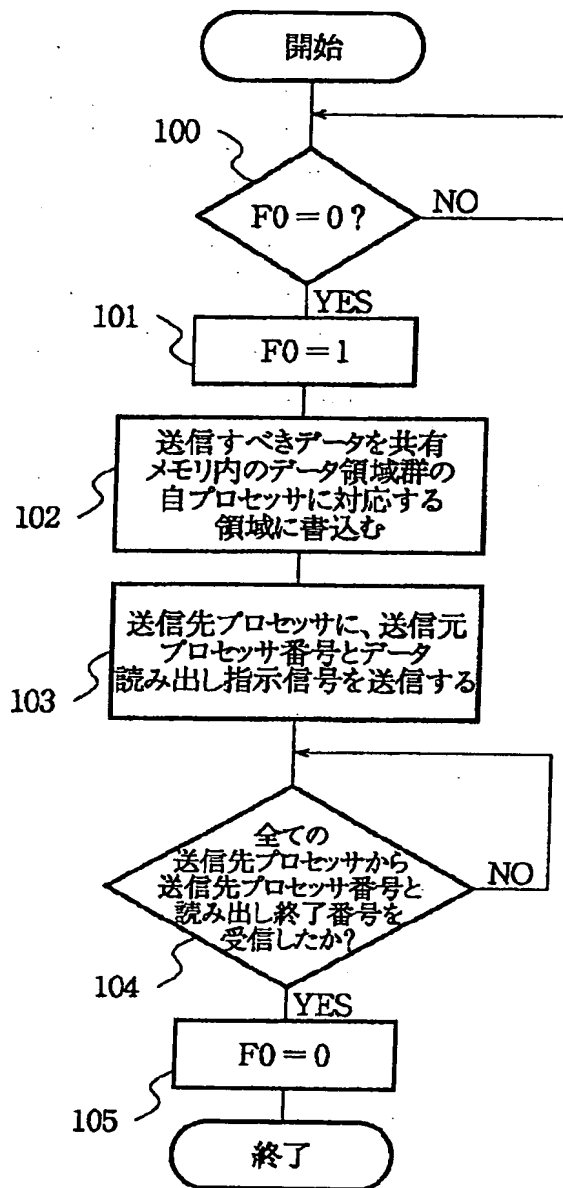 開始
100
F0=0?
NO
YES
101
F0=1
送信すべきデータを共有
メモリ内のデータ領域群の
自プロセッサに対応する
領域に書込む
102
送信先プロセッサに、送信元
プロセッサ番号とデータ
読み出し指示信号を送信する
103
全ての
送信先プロセッサから
送信先プロセッサ番号と
読み出し終了番号を
受信したか?
NO
104
YES
F0=0
105
終了